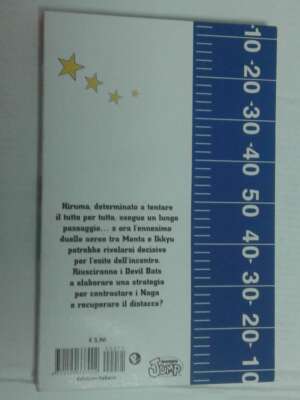 -10
-20
-30
-40
50
40-
30-
20-
10
Hiruma, determinato a tentare
il tutto per tutto, esegue un lungo
passaggio... e ora l'ennesimo
duello aereo tra Monta e Ikkyu
potrebbe rivelarsi decisivo
per l'esito dell'incontro.
Riusciranno i Devil Bats
a elaborare una strategia
per contrastare i Naga
e recuperare il distacco?
Jump
Edizione Italiana